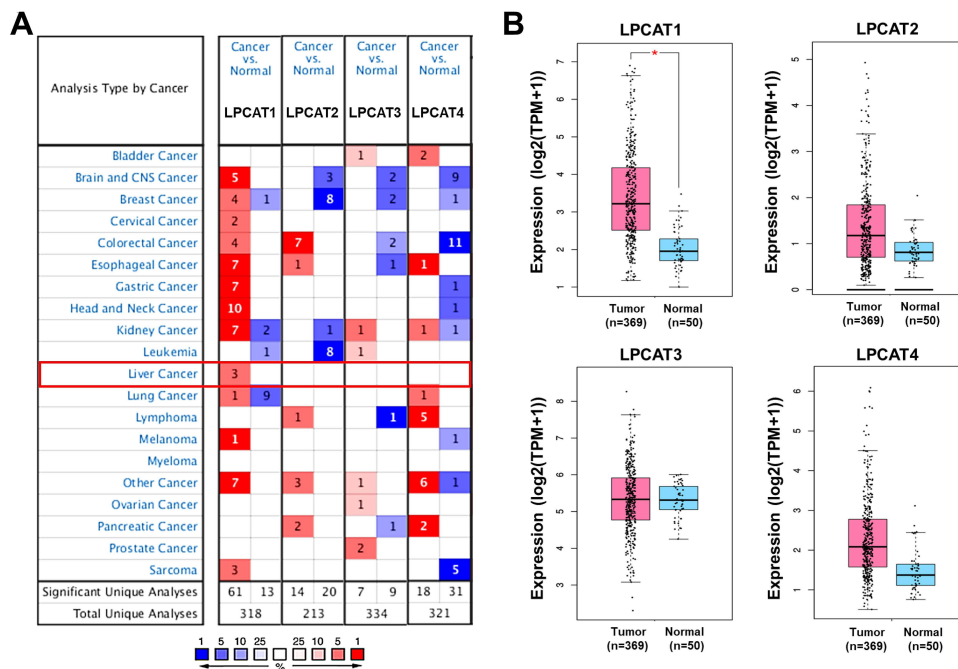 A
Analysis Type by Cancer
Cancer vs. Normal Cancer vs. Normal Cancer vs. Normal Cancer vs. Normal
LPCAT1 LPCAT2 LPCAT3 LPCAT4
Bladder Cancer 1 2
Brain and CNS Cancer 5 3 2 9
Breast Cancer 4 1 8 2 1
Cervical Cancer 2
Colorectal Cancer 4 7 2 11
Esophageal Cancer 7 1 1 1
Gastric Cancer 7 1
Head and Neck Cancer 10 1
Kidney Cancer 7 2 1 1 1 1
Leukemia 1 8 1
Liver Cancer 3
Lung Cancer 1 9 1
Lymphoma 1 1 5
Melanoma 1 1
Myeloma
Other Cancer 7 3 1 6 1
Ovarian Cancer 1
Pancreatic Cancer 2 1 2
Prostate Cancer 2
Sarcoma 3 5
Significant Unique Analyses 61 13 14 20 7 9 18 31
Total Unique Analyses 318 213 334 321
1 5 10 25 25 10 5 1
%
B
LPCAT1
Expression (log2(TPM+1))
7
6
5
4
3
2
1
*
Tumor Normal
(n=369) (n=50)
LPCAT2
Expression (log2(TPM+1))
5
4
3
2
1
0
Tumor Normal
(n=369) (n=50)
LPCAT3
Expression (log2(TPM+1))
8
7
6
5
4
3
Tumor Normal
(n=369) (n=50)
LPCAT4
Expression (log2(TPM+1))
6
5
4
3
2
1
Tumor Normal
(n=369) (n=50)